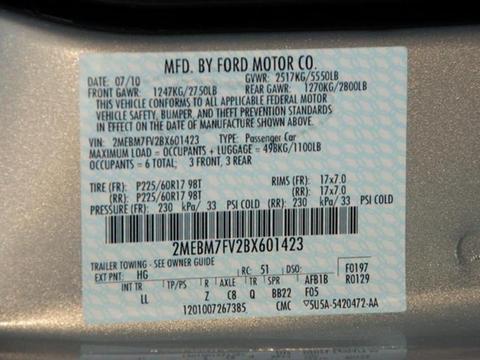 MFD. BY FORD MOTOR CO.
DATE: 07/10 GVWR: 2517KG/5550LB
FRONT GAWR: 1247KG/2750LB REAR GAWR: 1270KG/2800LB
THIS VEHICLE CONFORMS TO ALL APPLICABLE FEDERAL MOTOR
VEHICLE SAFETY, BUMPER, AND THEFT PREVENTION STANDARDS
IN EFFECT ON THE DATE OF MANUFACTURE SHOWN ABOVE.
VIN: 2MEBM7FV2BX601423 TYPE: Passenger Car
MAXIMUM LOAD = OCCUPANTS + LUGGAGE = 498KG/1100LB
OCCUPANTS = 6 TOTAL; 3 FRONT, 3 REAR
TIRE (F): P225/60R17 98T RIMS (F): 17x7.0
(R): P225/60R17 98T (R): 17x7.0
PRESSURE (F): 230 kPa/ 33 PSI COLD (R): 230 kPa/ 33 PSI COLD
2MEBM7FV2BX601423
TRAILER TOWING - SEE OWNER GUIDE
EXT PNT: HG RC: 51 DSO: F0197
R0129
INT TR TP/PS R AXLE TR SPR AFB1B
LL Z C8 Q BB22 F05
1201007267385 CMC 5U5A-5420472-AA